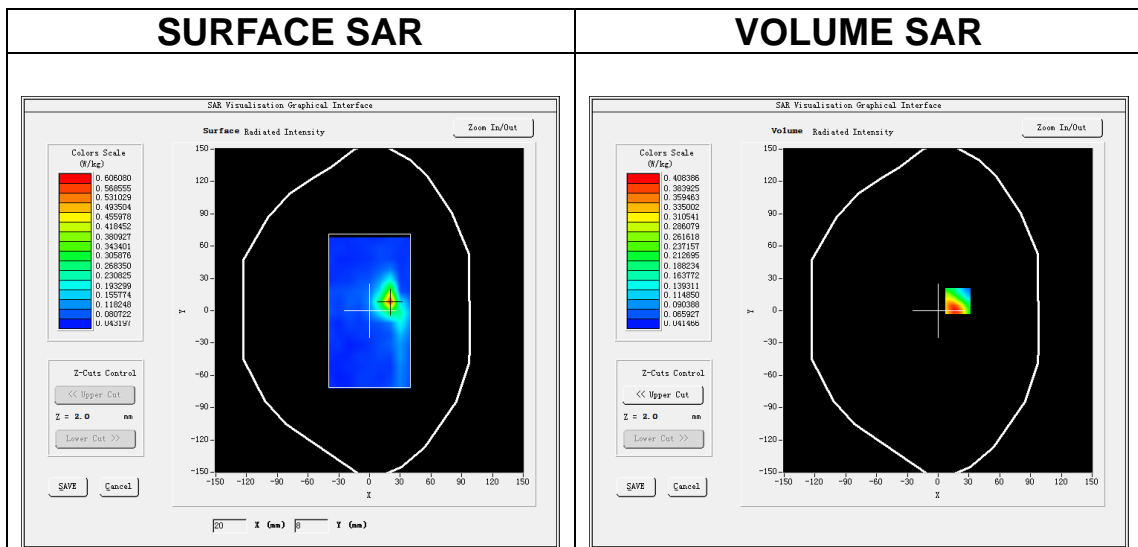 SURFACE SAR
VOLUME SAR
SAR Visualisation Graphical Interface
Surface Radiated Intensity
Zoom In/Out
Colors Scale
(W/kg)
0.606080
0.568555
0.531029
0.493504
0.455978
0.418452
0.380927
0.343401
0.305876
0.268350
0.230825
0.193299
0.155774
0.118248
0.080722
0.043197
150
120
90
60
30
0
-30
-60
-90
-120
-150
Y
-150 -120 -90 -60 -30 0 30 60 90 120 150
X
Z-Cuts Control
<< Upper Cut
Z = 2.0 mm
Lower Cut >>
SAVE Cancel
20 X (mm) 8 Y (mm)
SAR Visualisation Graphical Interface
Volume Radiated Intensity
Zoom In/Out
Colors Scale
(W/kg)
0.408386
0.383925
0.359463
0.335002
0.310541
0.286079
0.261618
0.237157
0.212695
0.188234
0.163772
0.139311
0.114850
0.090388
0.065927
0.041466
150
120
90
60
30
0
-30
-60
-90
-120
-150
Y
-150 -120 -90 -60 -30 0 30 60 90 120 150
X
Z-Cuts Control
<< Upper Cut
Z = 2.0 mm
Lower Cut >>
SAVE Cancel